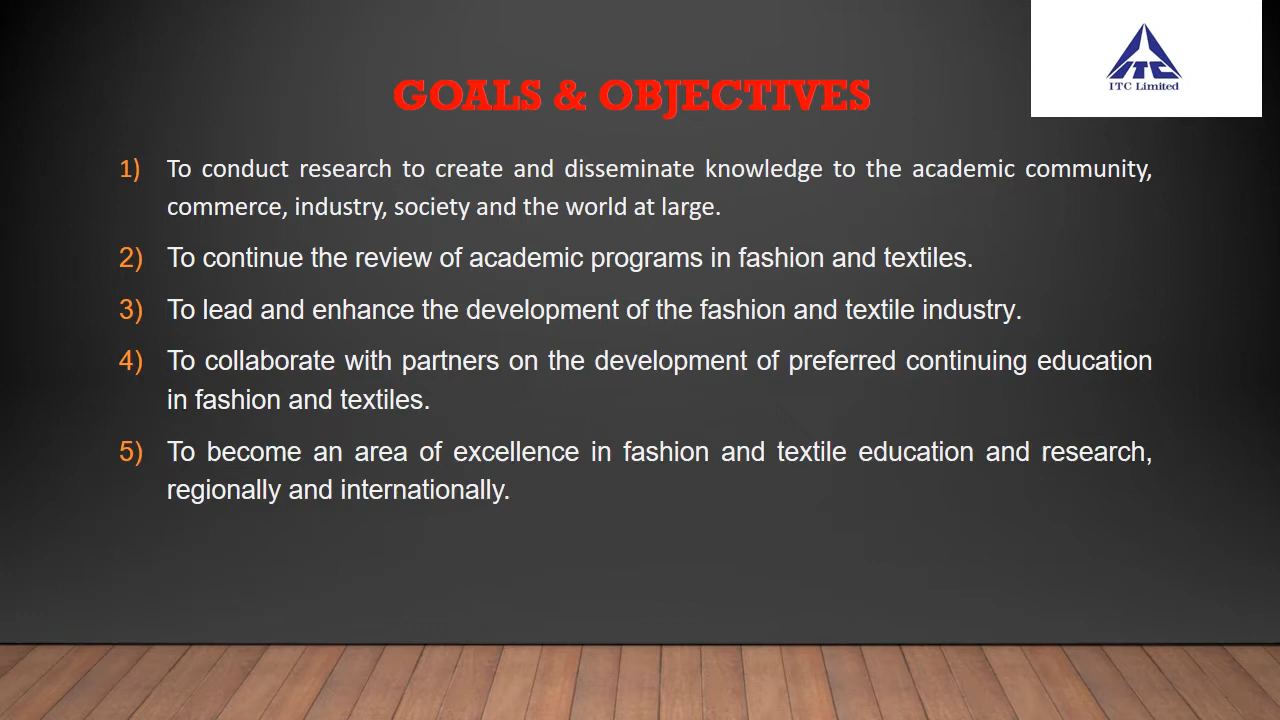 ITC
ITC Limited
GOALS & OBJECTIVES
1) To conduct research to create and disseminate knowledge to the academic community,
commerce, industry, society and the world at large.
2) To continue the review of academic programs in fashion and textiles.
3) To lead and enhance the development of the fashion and textile industry.
4) To collaborate with partners on the development of preferred continuing education
in fashion and textiles.
5) To become an area of excellence in fashion and textile education and research,
regionally and internationally.